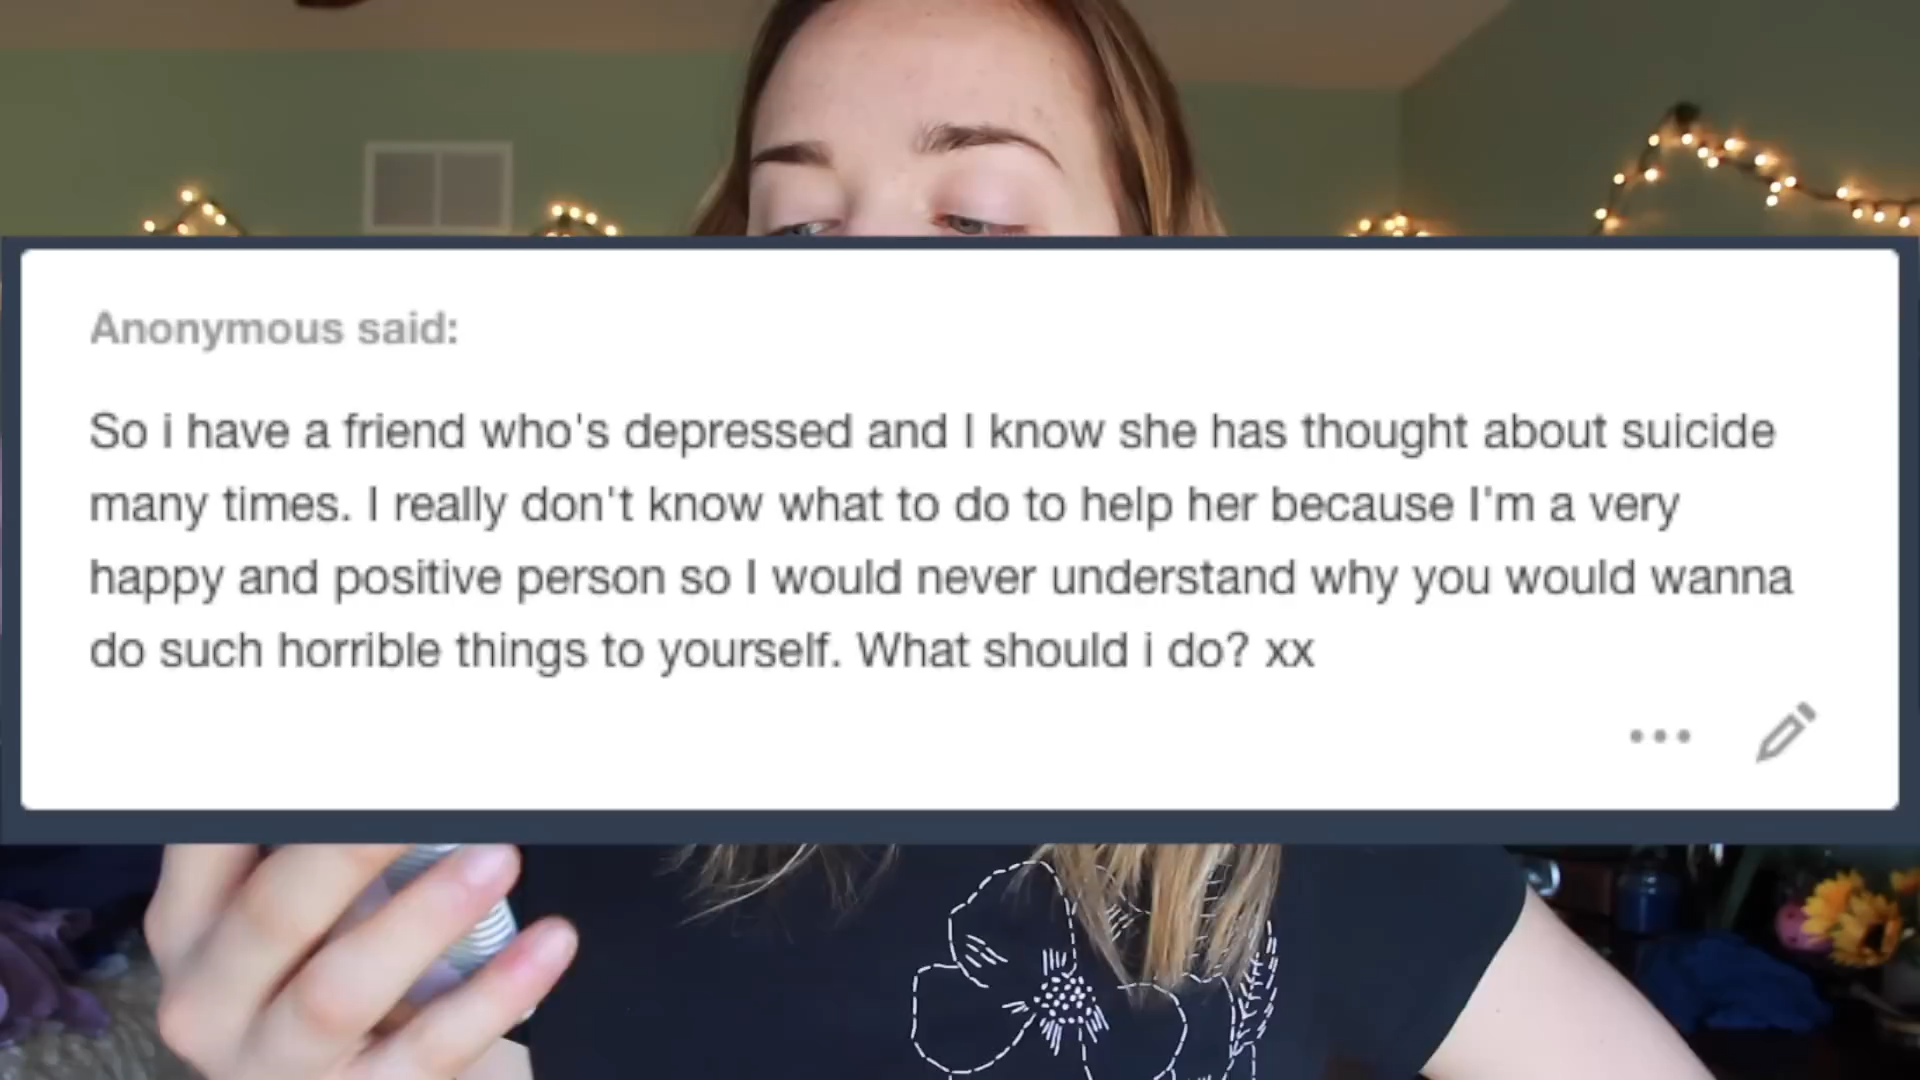 Anonymous said:
So i have a friend who's depressed and I know she has thought about suicide
many times. I really don't know what to do to help her because I'm a very
happy and positive person so I would never understand why you would wanna
do such horrible things to yourself. What should i do? xx